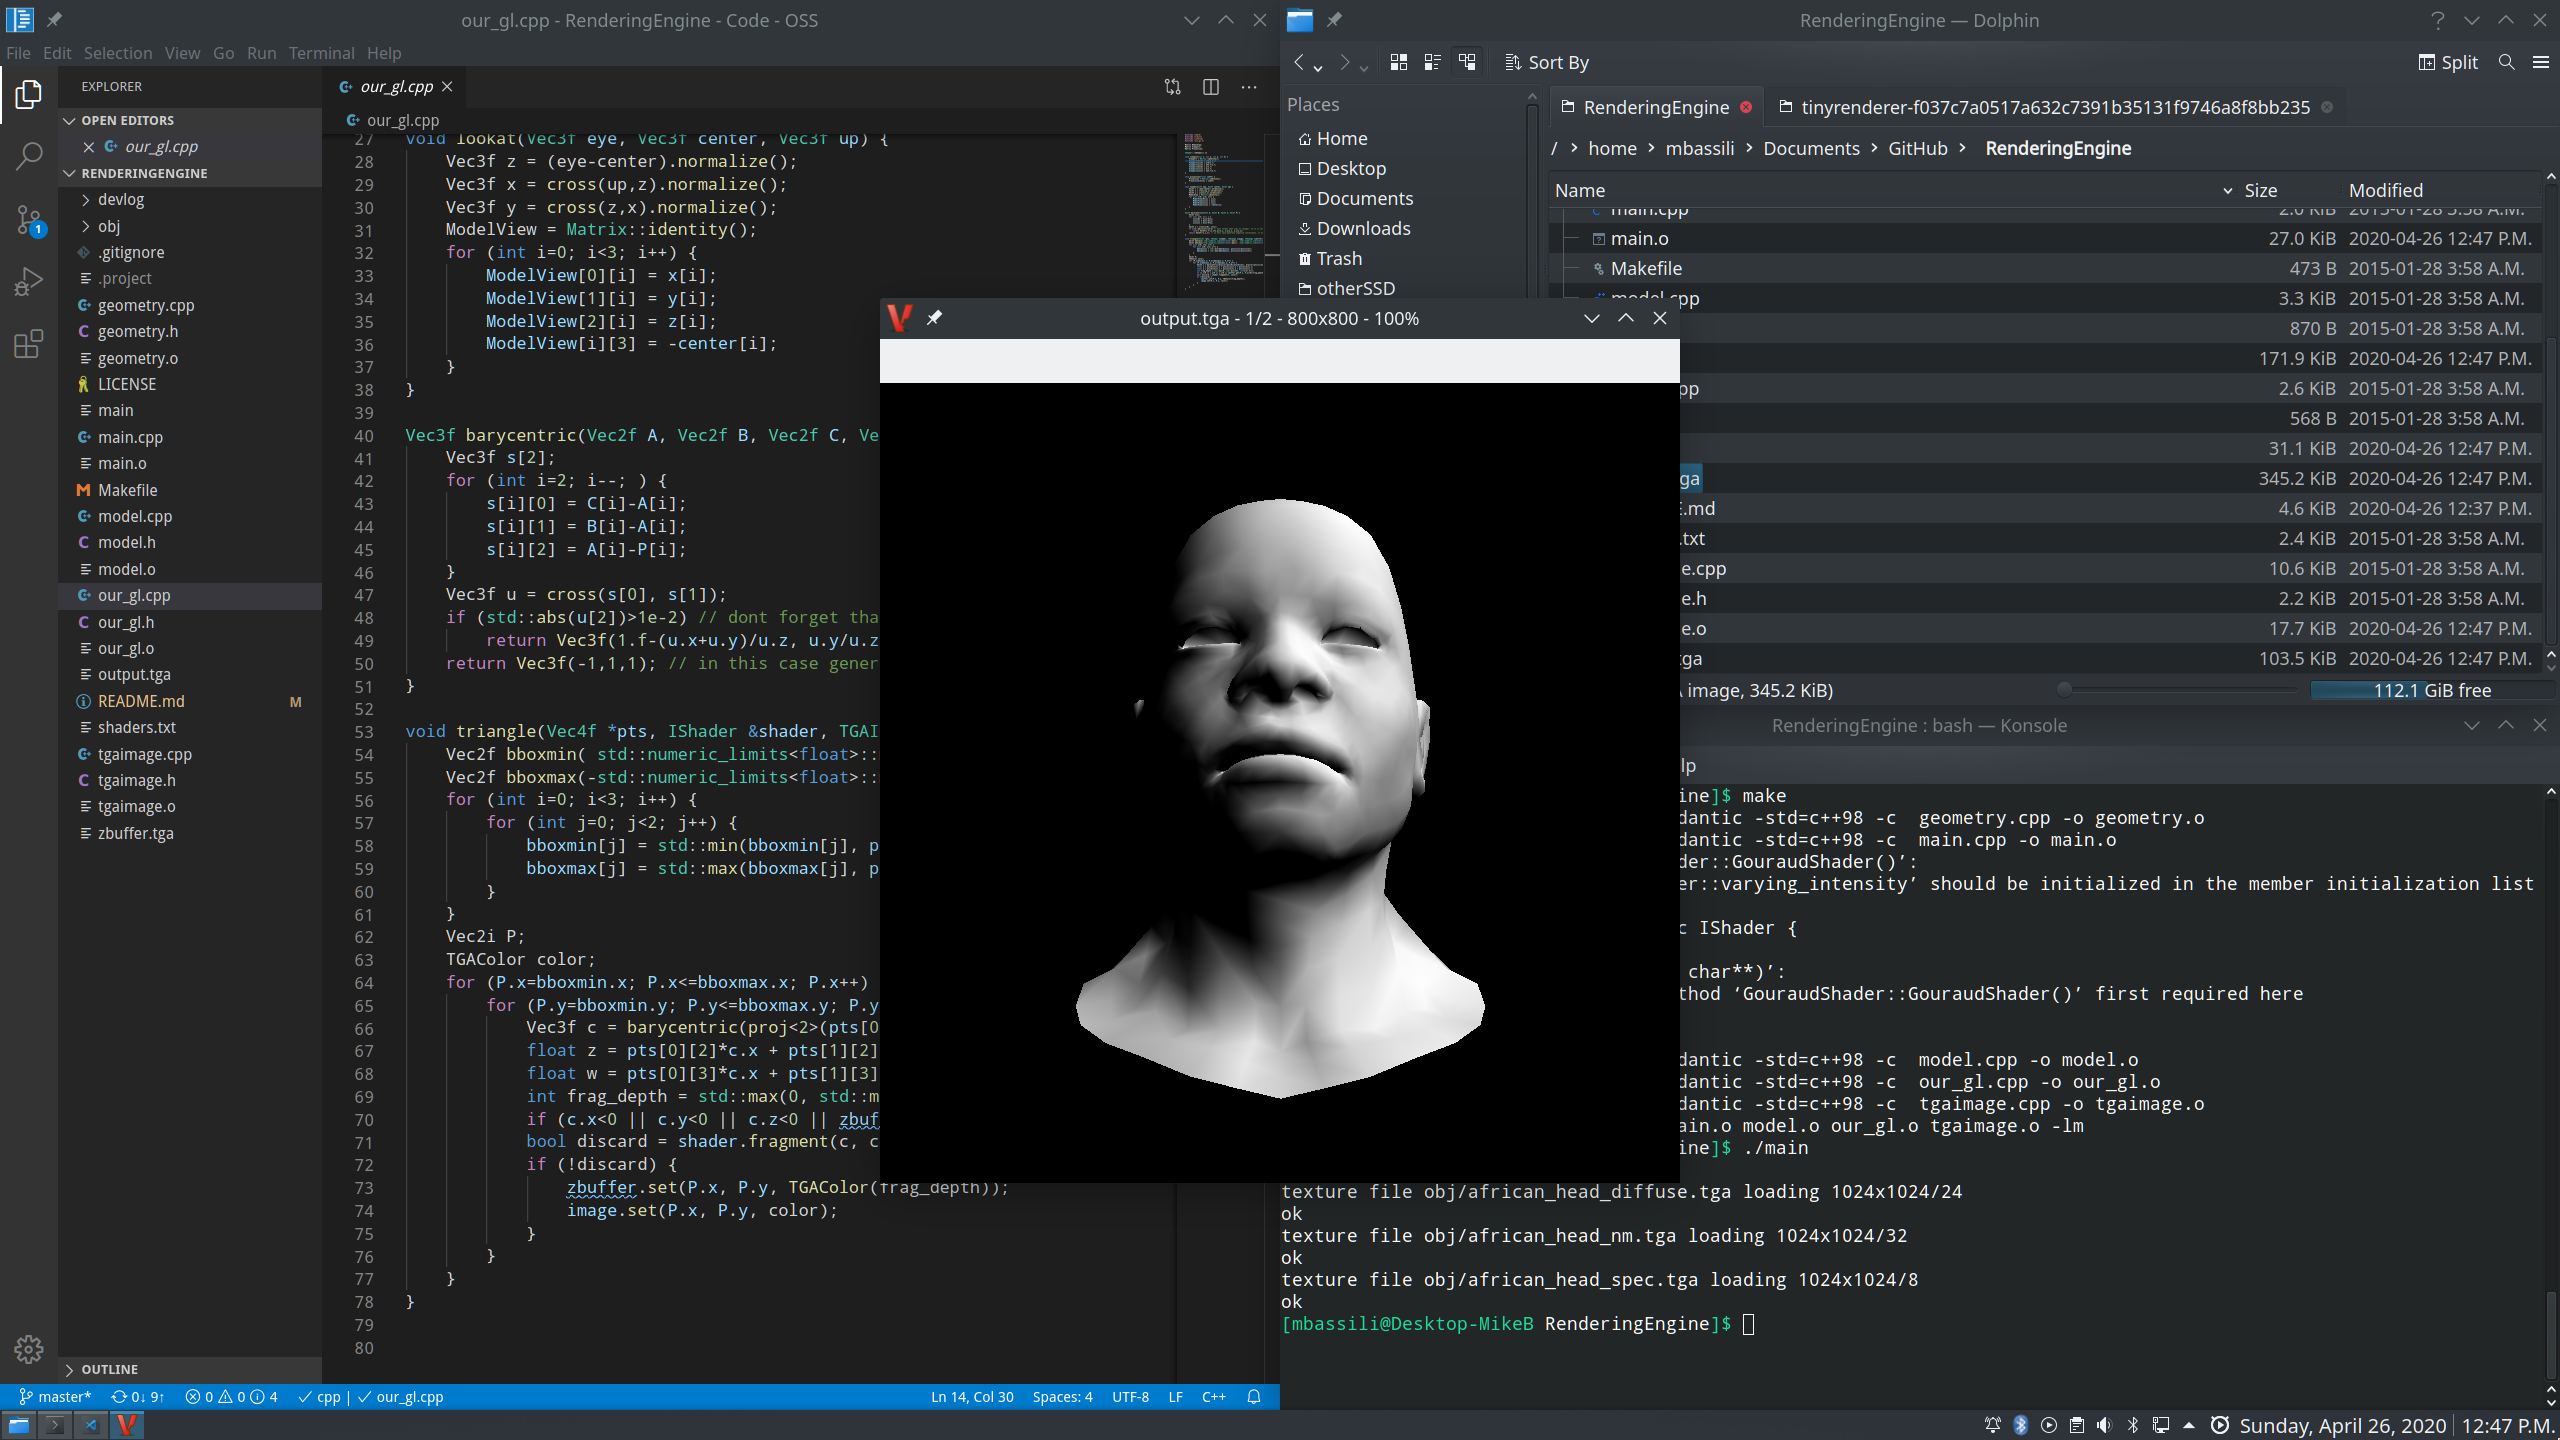 our_gl.cpp - RenderingEngine - Code - OSS
File Edit Selection View Go Run Terminal Help
EXPLORER
OPEN EDITORS
our_gl.cpp
RENDERINGENGINE
devlog
obj
.gitignore
.project
geometry.cpp
geometry.h
geometry.o
LICENSE
main
main.cpp
main.o
Makefile
model.cpp
model.h
model.o
our_gl.cpp
our_gl.h
our_gl.o
output.tga
README.md M
shaders.txt
tgaimage.cpp
tgaimage.h
tgaimage.o
zbuffer.tga
OUTLINE
1
our_gl.cpp
our_gl.cpp
27 void lookat(Vec3f eye, Vec3f center, Vec3f up) {
28 Vec3f z = (eye-center).normalize();
29 Vec3f x = cross(up,z).normalize();
30 Vec3f y = cross(z,x).normalize();
31 ModelView = Matrix::identity();
32 for (int i=0; i<3; i++) {
33 ModelView[0][i] = x[i];
34 ModelView[1][i] = y[i];
35 ModelView[2][i] = z[i];
36 ModelView[i][3] = -center[i];
37 }
38 }
39
40 Vec3f barycentric(Vec2f A, Vec2f B, Vec2f C, Ve
41 Vec3f s[2];
42 for (int i=2; i--; ) {
43 s[i][0] = C[i]-A[i];
44 s[i][1] = B[i]-A[i];
45 s[i][2] = A[i]-P[i];
46 }
47 Vec3f u = cross(s[0], s[1]);
48 if (std::abs(u[2])>1e-2) // dont forget tha
49 return Vec3f(1.f-(u.x+u.y)/u.z, u.y/u.z
50 return Vec3f(-1,1,1); // in this case gener
51 }
52
53 void triangle(Vec4f *pts, IShader &shader, TGAI
54 Vec2f bboxmin( std::numeric_limits<float>::
55 Vec2f bboxmax(-std::numeric_limits<float>::
56 for (int i=0; i<3; i++) {
57 for (int j=0; j<2; j++) {
58 bboxmin[j] = std::min(bboxmin[j], p
59 bboxmax[j] = std::max(bboxmax[j], p
60 }
61 }
62 Vec2i P;
63 TGAColor color;
64 for (P.x=bboxmin.x; P.x<=bboxmax.x; P.x++)
65 for (P.y=bboxmin.y; P.y<=bboxmax.y; P.y
66 Vec3f c = barycentric(proj<2>(pts[0
67 float z = pts[0][2]*c.x + pts[1][2]
68 float w = pts[0][3]*c.x + pts[1][3]
69 int frag_depth = std::max(0, std::m
70 if (c.x<0 || c.y<0 || c.z<0 || zbuf
71 bool discard = shader.fragment(c, c
72 if (!discard) {
73 zbuffer.set(P.x, P.y, TGAColor(frag_depth));
74 image.set(P.x, P.y, color);
75 }
76 }
77 }
78 }
79
80
master* 0↓ 9↑ 0 0 4 cpp | our_gl.cpp Ln 14, Col 30 Spaces: 4 UTF-8 LF C++
output.tga - 1/2 - 800x800 - 100%
RenderingEngine — Dolphin
Sort By Split
Places
Home
Desktop
Documents
Downloads
Trash
otherSSD
RenderingEngine tinyrenderer-f037c7a0517a632c7391b35131f9746a8f8bb235
/ > home > mbassili > Documents > GitHub > RenderingEngine
Name Size Modified
main.cpp 2.0 KiB 2015-01-28 3:58 A.M.
main.o 27.0 KiB 2020-04-26 12:47 P.M.
Makefile 473 B 2015-01-28 3:58 A.M.
model.cpp 3.3 KiB 2015-01-28 3:58 A.M.
870 B 2015-01-28 3:58 A.M.
171.9 KiB 2020-04-26 12:47 P.M.
pp 2.6 KiB 2015-01-28 3:58 A.M.
568 B 2015-01-28 3:58 A.M.
31.1 KiB 2020-04-26 12:47 P.M.
ga 345.2 KiB 2020-04-26 12:47 P.M.
E.md 4.6 KiB 2020-04-26 12:37 P.M.
.txt 2.4 KiB 2015-01-28 3:58 A.M.
e.cpp 10.6 KiB 2015-01-28 3:58 A.M.
e.h 2.2 KiB 2015-01-28 3:58 A.M.
e.o 17.7 KiB 2020-04-26 12:47 P.M.
ga 103.5 KiB 2020-04-26 12:47 P.M.
image, 345.2 KiB) 112.1 GiB free
RenderingEngine : bash — Konsole
lp
ine]$ make
dantic -std=c++98 -c geometry.cpp -o geometry.o
dantic -std=c++98 -c main.cpp -o main.o
der::GouraudShader()’:
er::varying_intensity’ should be initialized in the member initialization list
c IShader {
char**)’:
thod ‘GouraudShader::GouraudShader()’ first required here
dantic -std=c++98 -c model.cpp -o model.o
dantic -std=c++98 -c our_gl.cpp -o our_gl.o
dantic -std=c++98 -c tgaimage.cpp -o tgaimage.o
ain.o model.o our_gl.o tgaimage.o -lm
ine]$ ./main
texture file obj/african_head_diffuse.tga loading 1024x1024/24
ok
texture file obj/african_head_nm.tga loading 1024x1024/32
ok
texture file obj/african_head_spec.tga loading 1024x1024/8
ok
[mbassili@Desktop-MikeB RenderingEngine]$
Sunday, April 26, 2020 12:47 P.M.